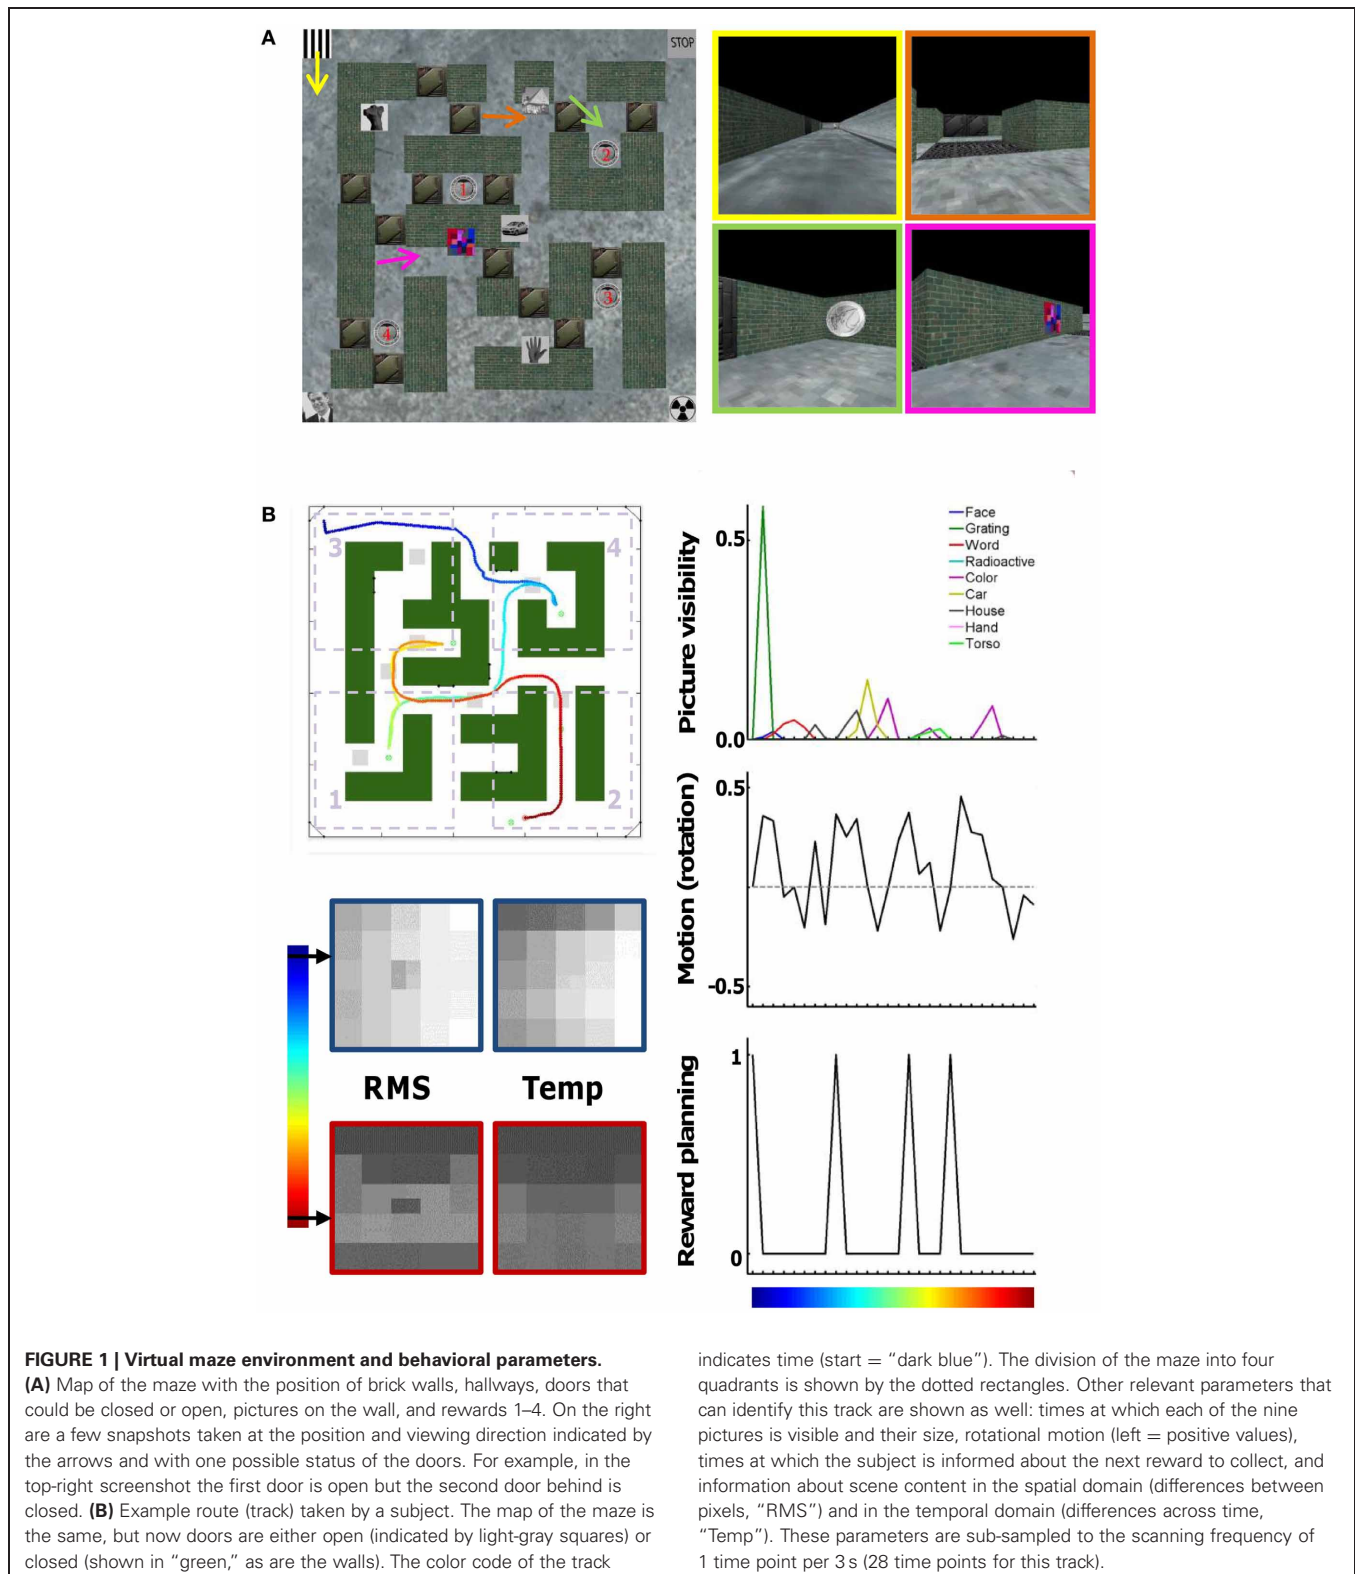 A
STOP
1
2
3
4
B
3
4
1
2
RMS
Temp
Picture visibility
0.5
0.0
Face
Grating
Word
Radioactive
Color
Car
House
Hand
Torso
Motion (rotation)
0.5
-0.5
Reward planning
1
0
FIGURE 1 | Virtual maze environment and behavioral parameters.
(A) Map of the maze with the position of brick walls, hallways, doors that
could be closed or open, pictures on the wall, and rewards 1–4. On the right
are a few snapshots taken at the position and viewing direction indicated by
the arrows and with one possible status of the doors. For example, in the
top-right screenshot the first door is open but the second door behind is
closed. (B) Example route (track) taken by a subject. The map of the maze is
the same, but now doors are either open (indicated by light-gray squares) or
closed (shown in “green,” as are the walls). The color code of the track
indicates time (start = “dark blue”). The division of the maze into four
quadrants is shown by the dotted rectangles. Other relevant parameters that
can identify this track are shown as well: times at which each of the nine
pictures is visible and their size, rotational motion (left = positive values),
times at which the subject is informed about the next reward to collect, and
information about scene content in the spatial domain (differences between
pixels, “RMS”) and in the temporal domain (differences across time,
“Temp”). These parameters are sub-sampled to the scanning frequency of
1 time point per 3 s (28 time points for this track).